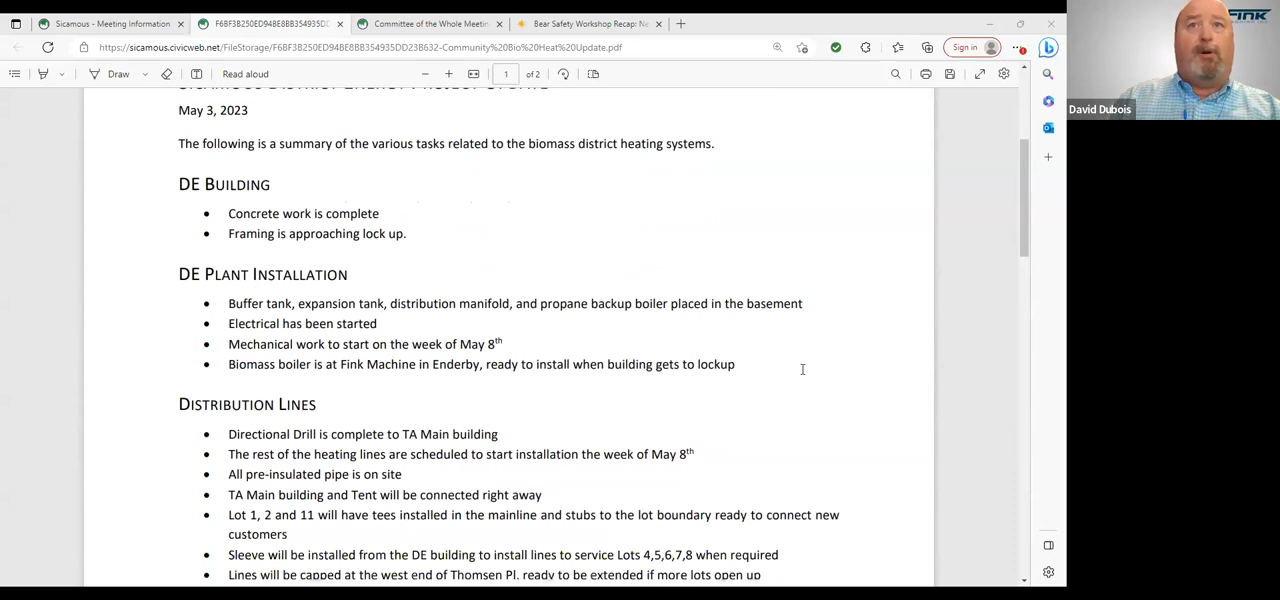 Sicamous - Meeting Information
F6BF3B250ED94BE8BB354935DD
Committee of the Whole Meeting
Bear Safety Workshop Recap: Ne
https://sicamous.civicweb.net/FileStorage/F6BF3B250ED94BE8BB354935DD23B632-Community%20Bio%20Heat%20Update.pdf
Sign in
Draw
Read aloud
1
of 2
FINK
David Dubois
SICAMOUS DISTRICT ENERGY PROJECT UPDATE
May 3, 2023
The following is a summary of the various tasks related to the biomass district heating systems.
DE BUILDING
• Concrete work is complete
• Framing is approaching lock up.
DE PLANT INSTALLATION
• Buffer tank, expansion tank, distribution manifold, and propane backup boiler placed in the basement
• Electrical has been started
• Mechanical work to start on the week of May 8th
• Biomass boiler is at Fink Machine in Enderby, ready to install when building gets to lockup
DISTRIBUTION LINES
• Directional Drill is complete to TA Main building
• The rest of the heating lines are scheduled to start installation the week of May 8th
• All pre-insulated pipe is on site
• TA Main building and Tent will be connected right away
• Lot 1, 2 and 11 will have tees installed in the mainline and stubs to the lot boundary ready to connect new
customers
• Sleeve will be installed from the DE building to install lines to service Lots 4,5,6,7,8 when required
• Lines will be capped at the west end of Thomsen Pl. ready to be extended if more lots open up